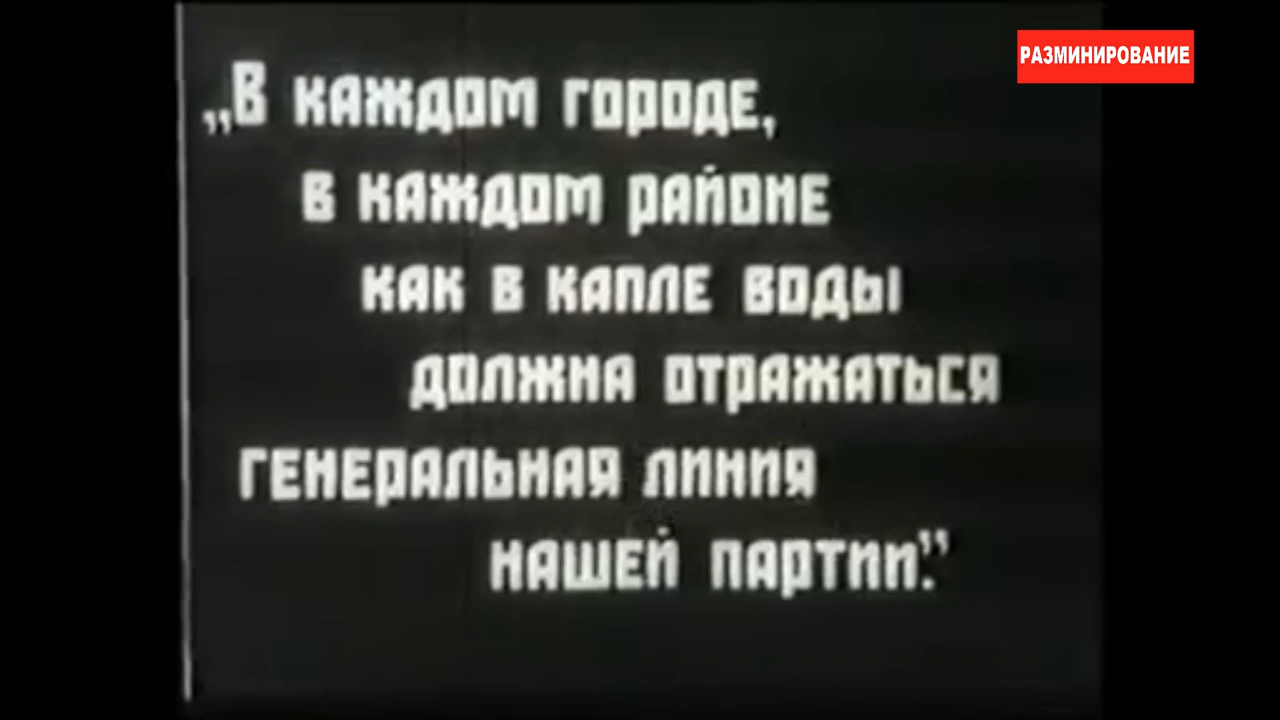 РАЗМИНИРОВАНИЕ
„В каждом городе,
в каждом районе
как в капле воды
должна отражаться
генеральная линия
нашей партии."